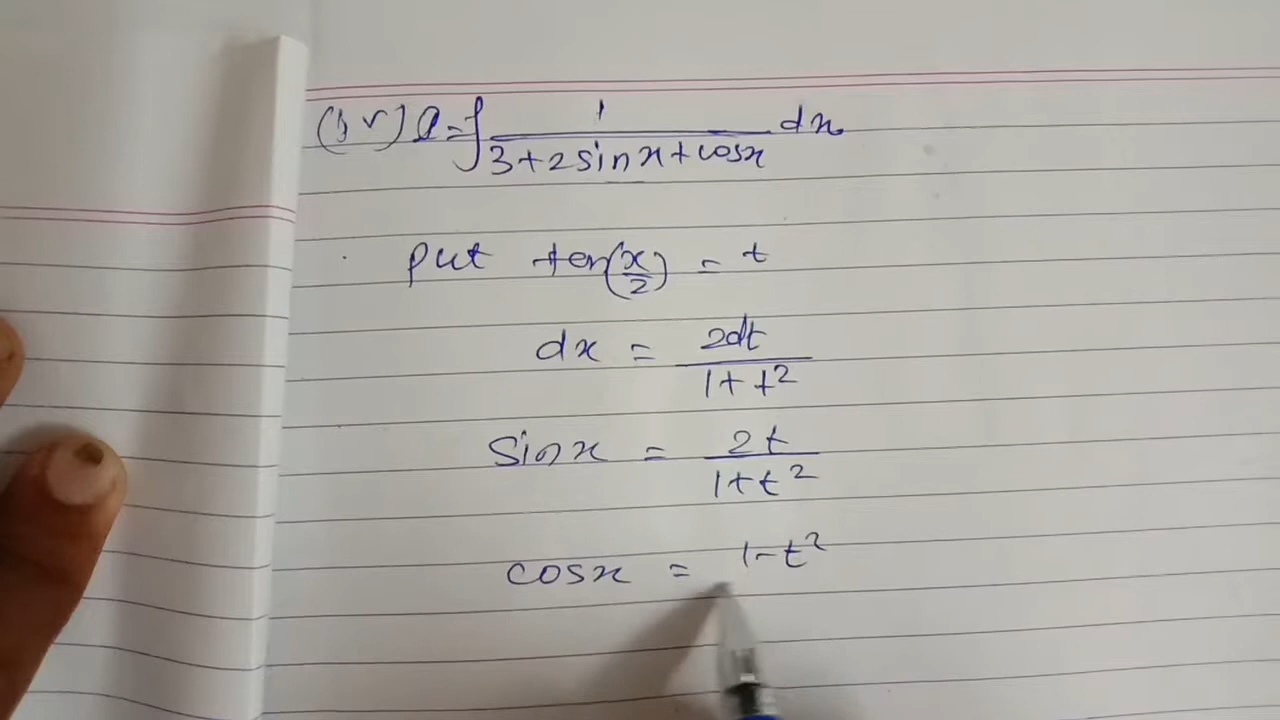 (iv) I = ∫ 1/(3+2sinx+cosx) dx
put tan(x/2) = t
dx = 2dt/(1+t²)
sinx = 2t/(1+t²)
cosx = 1-t²